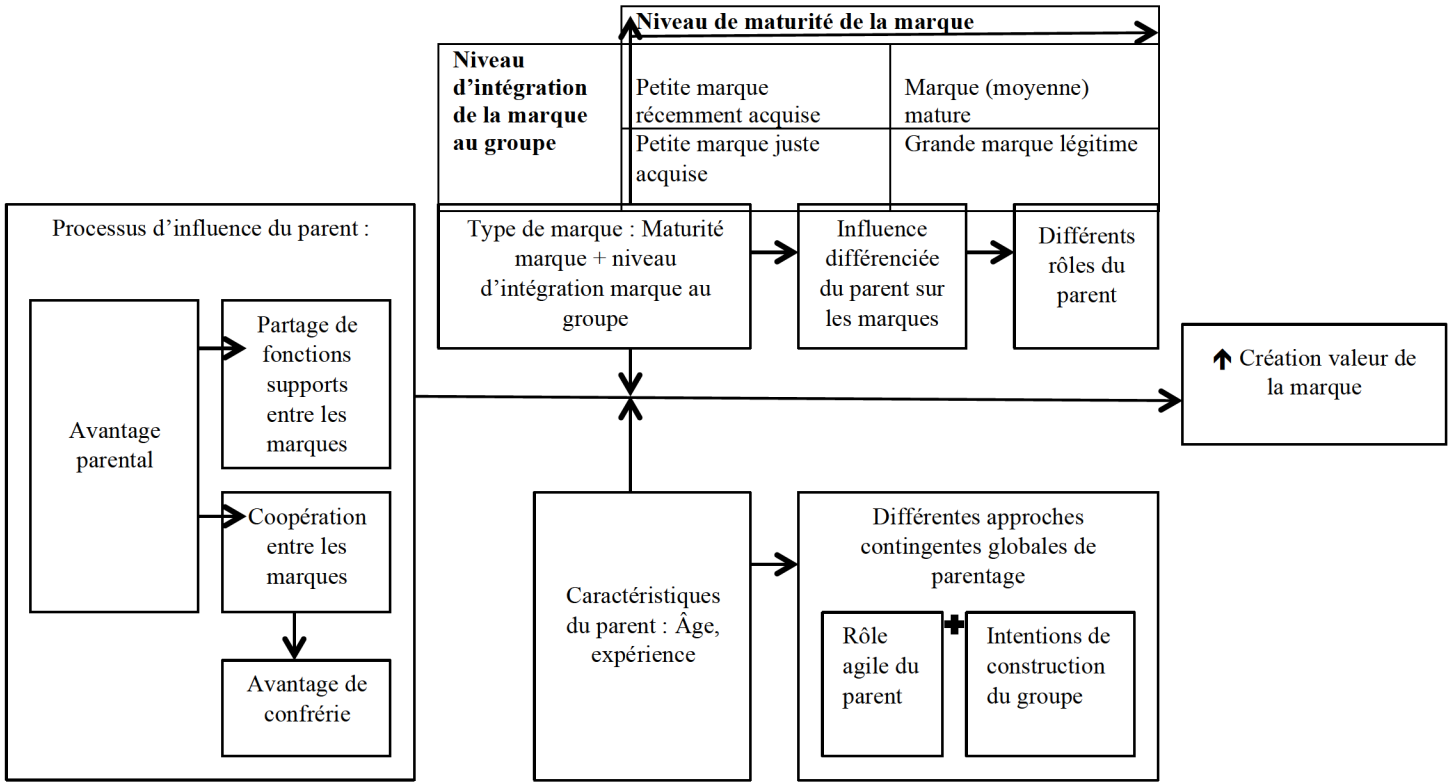 Niveau de maturité de la marque
Niveau
d’intégration
de la marque
au groupe
Petite marque
récemment acquise
Marque (moyenne)
mature
Petite marque juste
acquise
Grande marque légitime
Processus d’influence du parent :
Avantage
parental
Partage de
fonctions
supports
entre les
marques
Coopération
entre les
marques
Avantage de
confrérie
Type de marque : Maturité
marque + niveau
d’intégration marque au
groupe
Influence
différenciée
du parent sur
les marques
Différents
rôles du
parent
Création valeur de
la marque
Caractéristiques
du parent : Âge,
expérience
Différentes approches
contingentes globales de
parentage
Rôle
agile du
parent
Intentions de
construction
du groupe